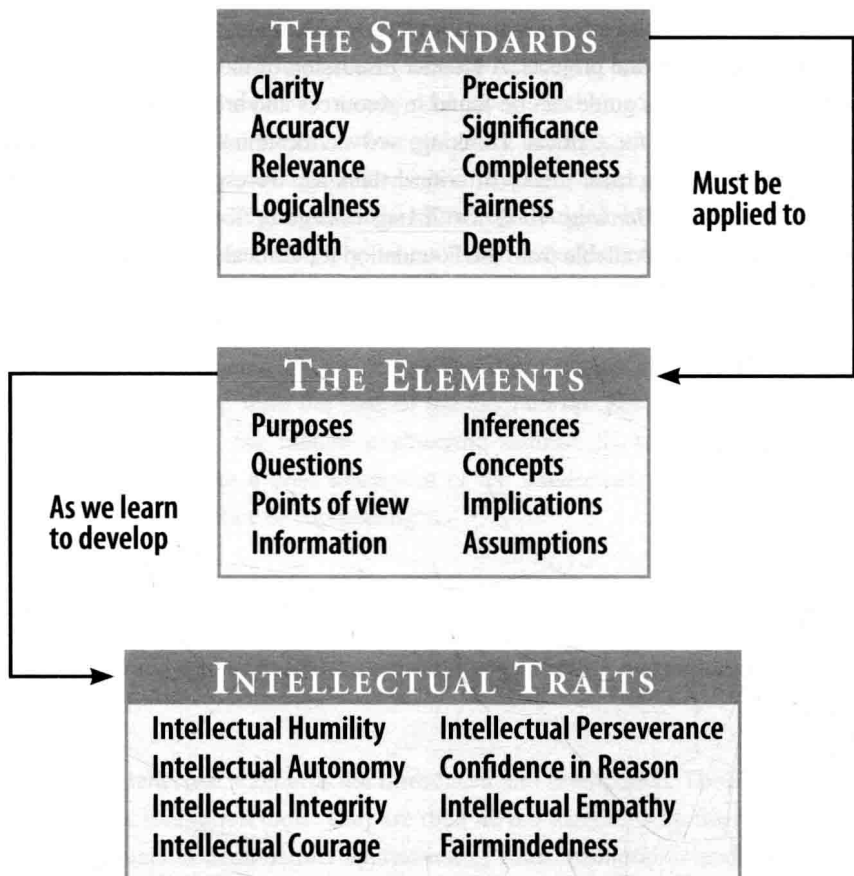 THE STANDARDS
Clarity Precision
Accuracy Significance
Relevance Completeness
Logicalness Fairness
Breadth Depth
Must be
applied to
THE ELEMENTS
Purposes Inferences
Questions Concepts
Points of view Implications
Information Assumptions
As we learn
to develop
INTELLECTUAL TRAITS
Intellectual Humility Intellectual Perseverance
Intellectual Autonomy Confidence in Reason
Intellectual Integrity Intellectual Empathy
Intellectual Courage Fairmindedness